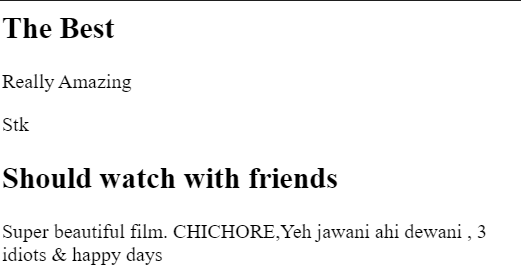 The Best
Really Amazing
Stk
Should watch with friends
Super beautiful film. CHICHORE,Yeh jawani ahi dewani , 3
idiots & happy days